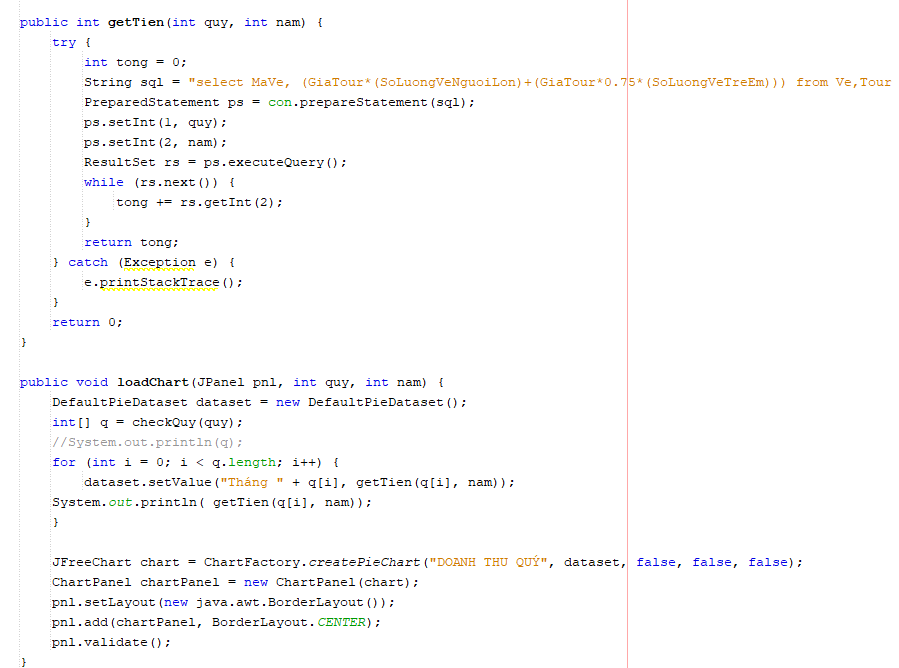 public int getTien(int quy, int nam) {
try {
int tong = 0;
String sql = "select MaVe, (GiaTour*(SoLuongVeNguoiLon)+(GiaTour*0.75*(SoLuongVeTreEm))) from Ve,Tour
PreparedStatement ps = con.prepareStatement(sql);
ps.setInt(1, quy);
ps.setInt(2, nam);
ResultSet rs = ps.executeQuery();
while (rs.next()) {
tong += rs.getInt(2);
}
return tong;
} catch (Exception e) {
e.printStackTrace();
}
return 0;
}
public void loadChart(JPanel pnl, int quy, int nam) {
DefaultPieDataset dataset = new DefaultPieDataset();
int[] q = checkQuy(quy);
//System.out.println(q);
for (int i = 0; i < q.length; i++) {
dataset.setValue("Tháng " + q[i], getTien(q[i], nam));
System.out.println( getTien(q[i], nam));
}
JFreeChart chart = ChartFactory.createPieChart("DOANH THU QUÝ", dataset, false, false, false);
ChartPanel chartPanel = new ChartPanel(chart);
pnl.setLayout(new java.awt.BorderLayout());
pnl.add(chartPanel, BorderLayout.CENTER);
pnl.validate();
}